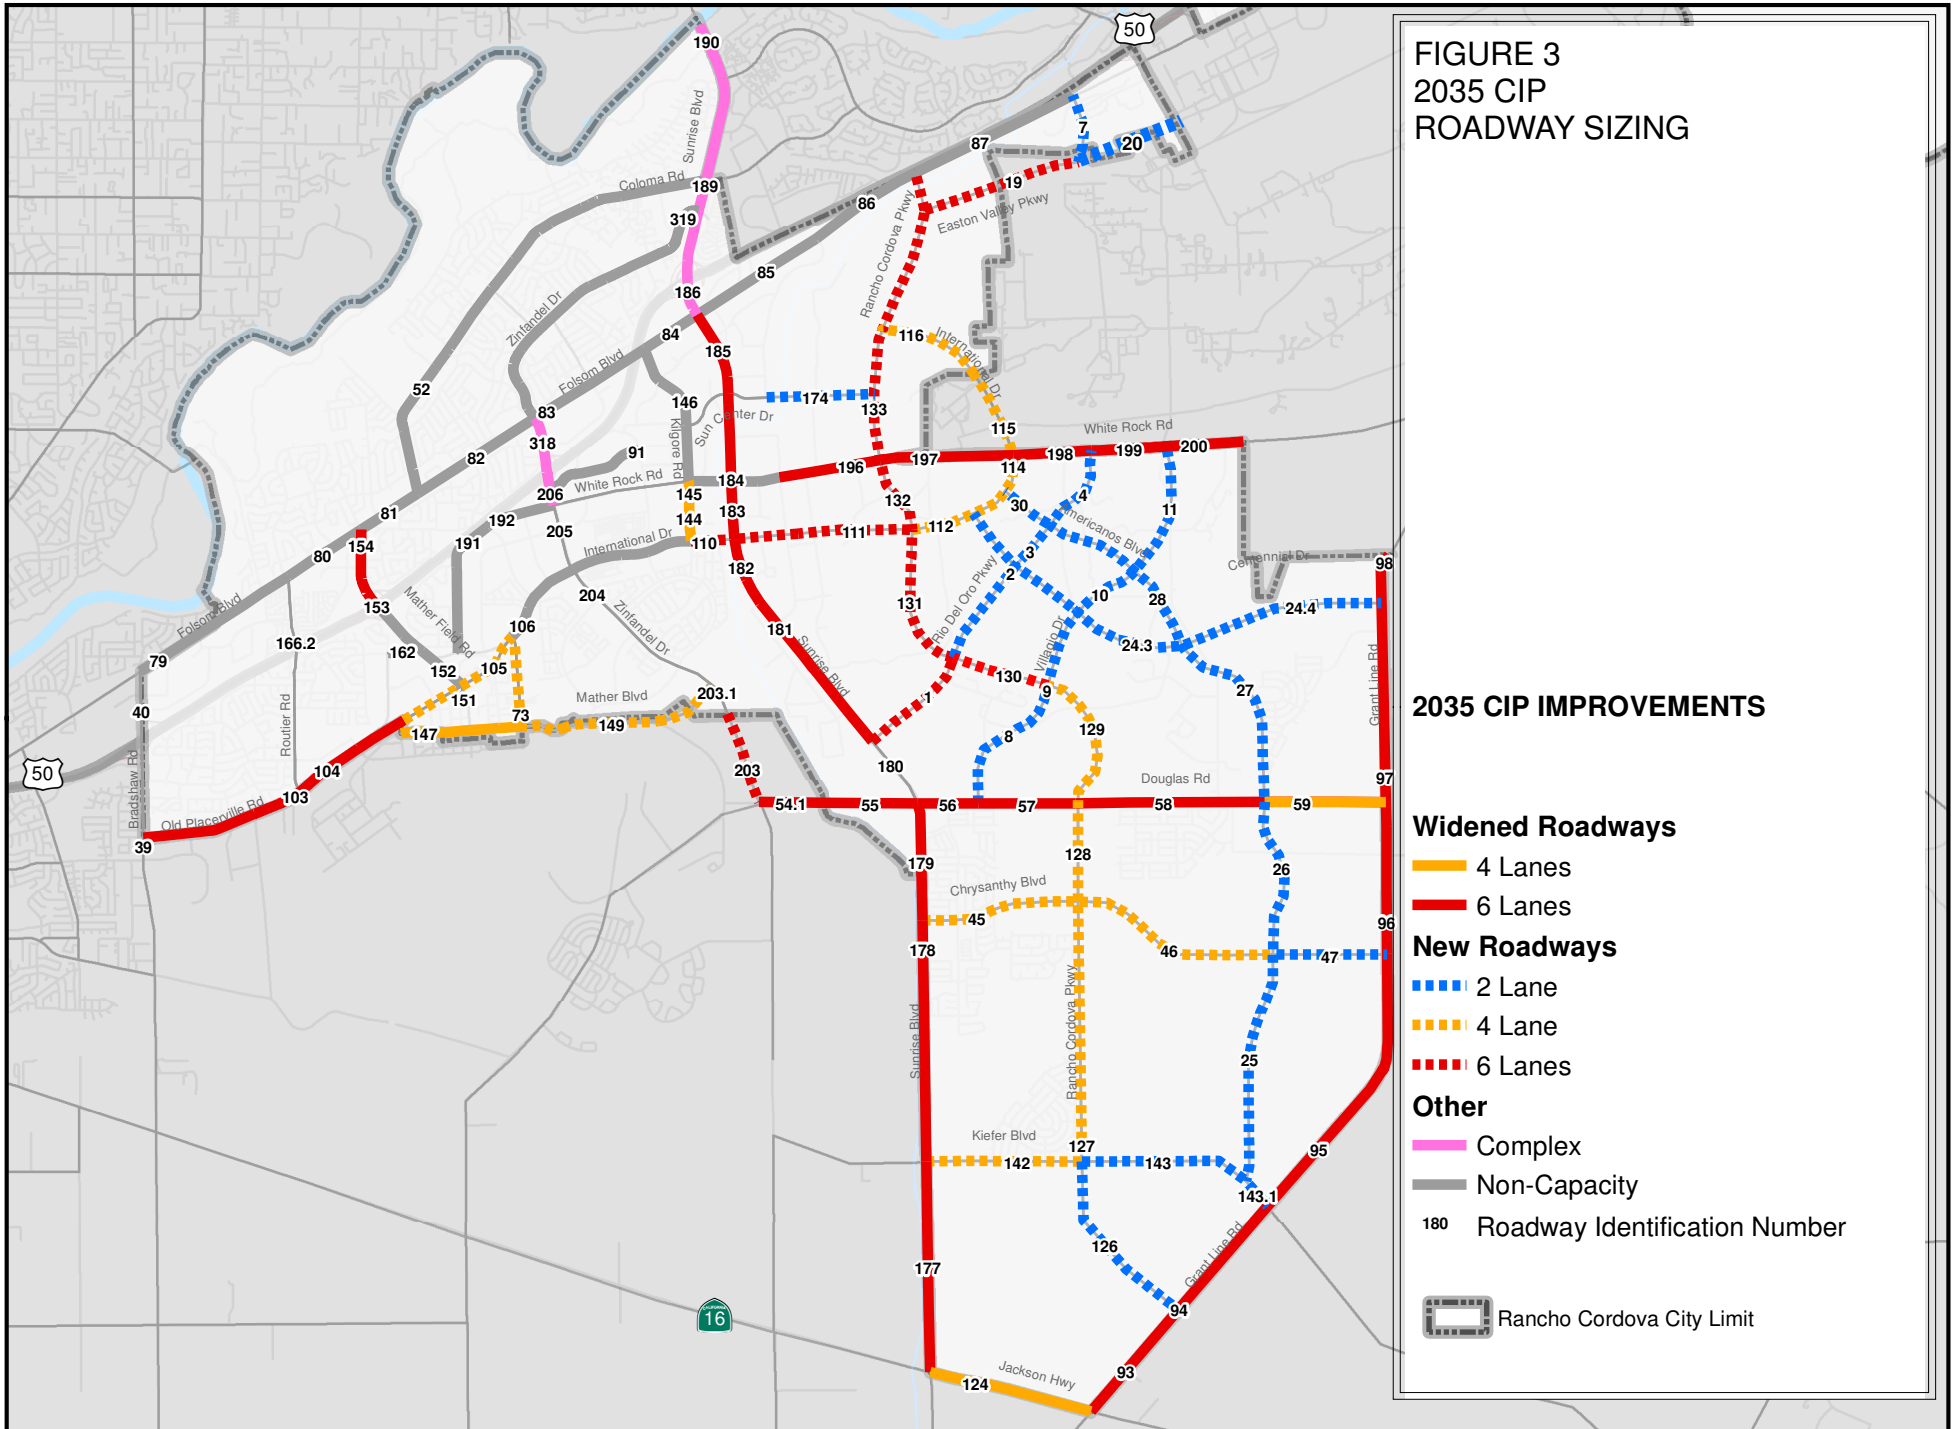 FIGURE 3
2035 CIP
ROADWAY SIZING
2035 CIP IMPROVEMENTS
Widened Roadways
4 Lanes
6 Lanes
New Roadways
2 Lane
4 Lane
6 Lanes
Other
Complex
Non-Capacity
180 Roadway Identification Number
Rancho Cordova City Limit
50
190
Sunrise Blvd
7
20
87
Coloma Rd
189
19
86
319
Easton Valley Pkwy
Rancho Cordova Pkwy
85
186
Zinfandel Dr
84
116
International Dr
185
Folsom Blvd
52
146
174
133
Sun Center Dr
83
Kilgore Rd
115
White Rock Rd
318
91
82
196
197
198
199
200
114
White Rock Rd
184
206
145
132
4
30
11
81
192
144
183
112
Americanos Blvd
205
International Dr
110
111
154
191
80
182
3
2
Centennial Dr
98
204
131
Rio Del Oro Pkwy
10
28
24.4
153
Mather Field Rd
Folsom Blvd
Zinfandel Dr
106
181
166.2
162
Sunrise Blvd
Villagio Dr
24.3
79
152
105
130
9
27
151
203.1
Mather Blvd
1
Grant Line Rd
40
73
149
147
8
129
Routier Rd
50
104
203
180
Douglas Rd
97
Bradshaw Rd
103
54.1
55
56
57
58
59
Old Placerville Rd
39
179
128
26
Chrysanthy Blvd
45
96
178
46
47
Rancho Cordova Pkwy
Sunrise Blvd
25
Kiefer Blvd
127
95
142
143
143.1
126
Grant Line Rd
177
94
CALIFORNIA
16
Jackson Hwy
93
124